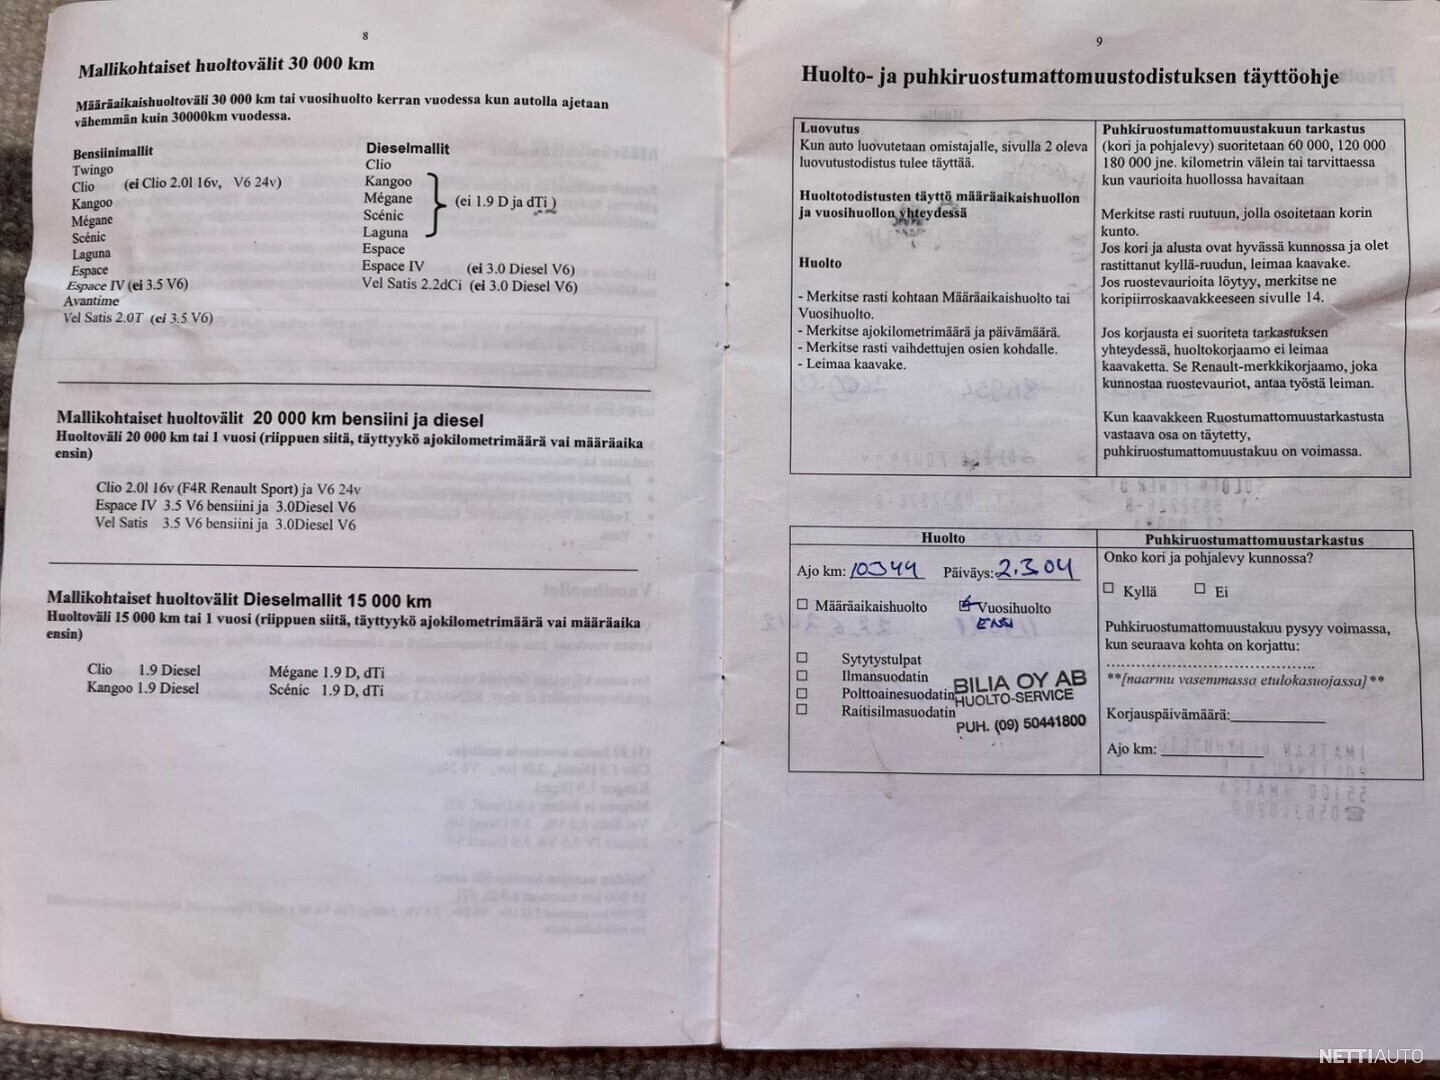 8
Mallikohtaiset huoltovälit 30 000 km
Määräaikaishuoltoväli 30 000 km tai vuosihuolto kerran vuodessa kun autolla ajetaan
vähemmän kuin 30000km vuodessa.
Bensiinimallit
Twingo
Clio (ei Clio 2.0l 16v, V6 24v)
Kangoo
Mégane
Scénic
Laguna
Espace
Espace IV (ei 3.5 V6)
Avantime
Vel Satis 2.0T (ei 3.5 V6)
Dieselmallit
Clio
Kangoo
Mégane
Scénic
Laguna
(ei 1.9 D ja dTi )
Espace
Espace IV (ei 3.0 Diesel V6)
Vel Satis 2.2dCi (ei 3.0 Diesel V6)
Mallikohtaiset huoltovälit 20 000 km bensiini ja diesel
Huoltoväli 20 000 km tai 1 vuosi (riippuen siitä, täyttyykö ajokilometrimäärä vai määräaika
ensin)
Clio 2.0l 16v (F4R Renault Sport) ja V6 24v
Espace IV 3.5 V6 bensiini ja 3.0Diesel V6
Vel Satis 3.5 V6 bensiini ja 3.0Diesel V6
Mallikohtaiset huoltovälit Dieselmallit 15 000 km
Huoltoväli 15 000 km tai 1 vuosi (riippuen siitä, täyttyykö ajokilometrimäärä vai määräaika
ensin)
Clio 1.9 Diesel Mégane 1.9 D, dTi
Kangoo 1.9 Diesel Scénic 1.9 D, dTi
9
Huolto- ja puhkiruostumattomuustodistuksen täyttöohje
Luovutus
Kun auto luovutetaan omistajalle, sivulla 2 oleva
luovutustodistus tulee täyttää.
Huoltotodistusten täyttö määräaikaishuollon
ja vuosihuollon yhteydessä
Huolto
- Merkitse rasti kohtaan Määräaikaishuolto tai
Vuosihuolto.
- Merkitse ajokilometrimäärä ja päivämäärä.
- Merkitse rasti vaihdettujen osien kohdalle.
- Leimaa kaavake.
Puhkiruostumattomuustakuun tarkastus
(kori ja pohjalevy) suoritetaan 60 000, 120 000
180 000 jne. kilometrin välein tai tarvittaessa
kun vaurioita huollossa havaitaan
Merkitse rasti ruutuun, jolla osoitetaan korin
kunto.
Jos kori ja alusta ovat hyvässä kunnossa ja olet
rastittanut kyllä-ruudun, leimaa kaavake.
Jos ruostevaurioita löytyy, merkitse ne
koripiirroskaavakkeeseen sivulle 14.
Jos korjausta ei suoriteta tarkastuksen
yhteydessä, huoltokorjaamo ei leimaa
kaavaketta. Se Renault-merkkikorjaamo, joka
kunnostaa ruostevauriot, antaa työstä leiman.
Kun kaavakkeen Ruostumattomuustarkastusta
vastaava osa on täytetty,
puhkiruostumattomuustakuu on voimassa.
Huolto
Ajo km: 10344 Päiväys: 2.3.04
Määräaikaishuolto Vuosihuolto
ENSI
Sytytystulpat
Ilmansuodatin
Polttoainesuodatin
Raitisilmasuodatin
BILIA OY AB
HUOLTO-SERVICE
PUH. (09) 50441800
Puhkiruostumattomuustarkastus
Onko kori ja pohjalevy kunnossa?
Kyllä Ei
Puhkiruostumattomuustakuu pysyy voimassa,
kun seuraava kohta on korjattu:
......................................
**[naarmu vasemmassa etulokasuojassa]**
Korjauspäivämäärä:
Ajo km:
NETTIAUTO